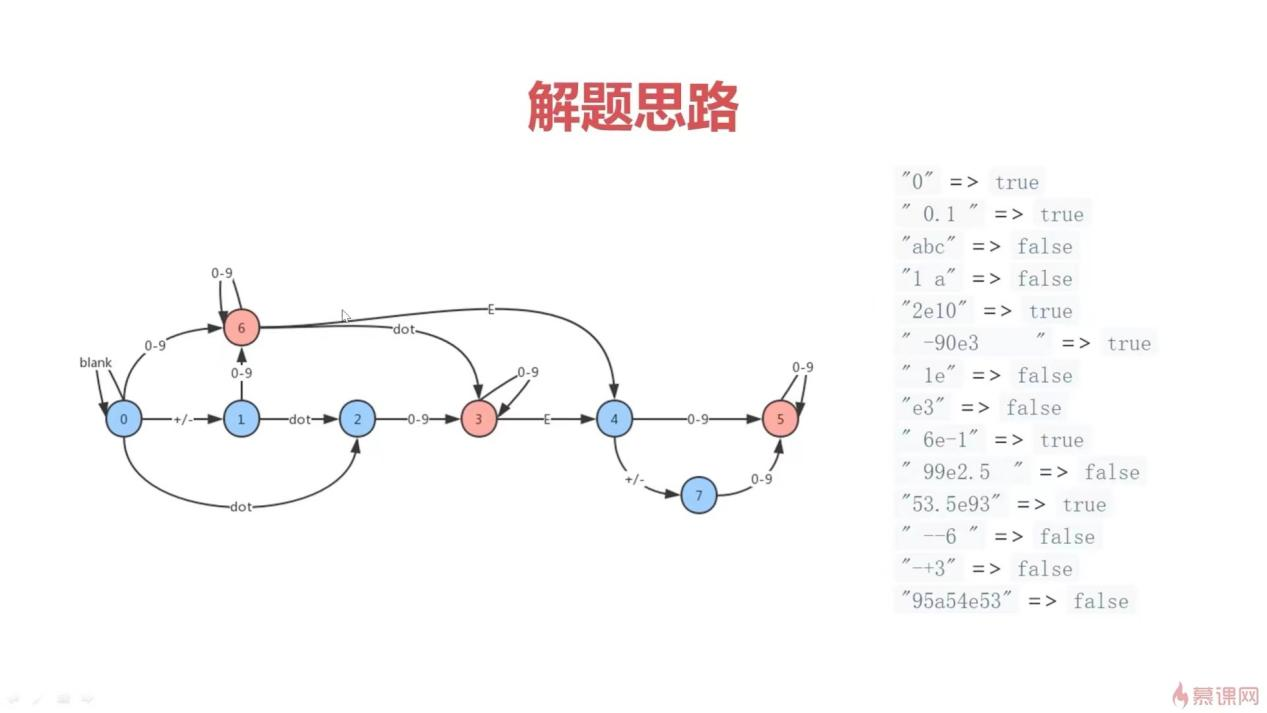 解题思路
"0" => true
" 0.1 " => true
"abc" => false
"1 a" => false
"2e10" => true
" -90e3     " => true
" 1e" => false
"e3" => false
" 6e-1" => true
" 99e2.5  " => false
"53.5e93" => true
" --6 " => false
"-+3" => false
"95a54e53" => false
0-9
6
E
dot
0-9
blank
0-9
0-9
0-9
0
+/-
1
dot
2
0-9
3
E
4
0-9
5
+/-
0-9
7
dot
慕课网